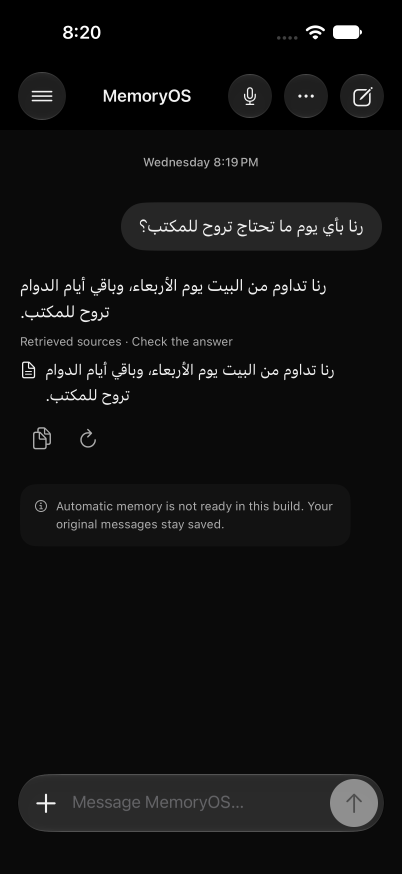 8:20
MemoryOS
Wednesday 8:19 PM
رنا بأي يوم ما تحتاج تروح للمكتب؟
رنا تداوم من البيت يوم الأربعاء، وباقي أيام الدوام
تروح للمكتب.
Retrieved sources · Check the answer
رنا تداوم من البيت يوم الأربعاء، وباقي أيام الدوام
تروح للمكتب.
Automatic memory is not ready in this build. Your
original messages stay saved.
Message MemoryOS...